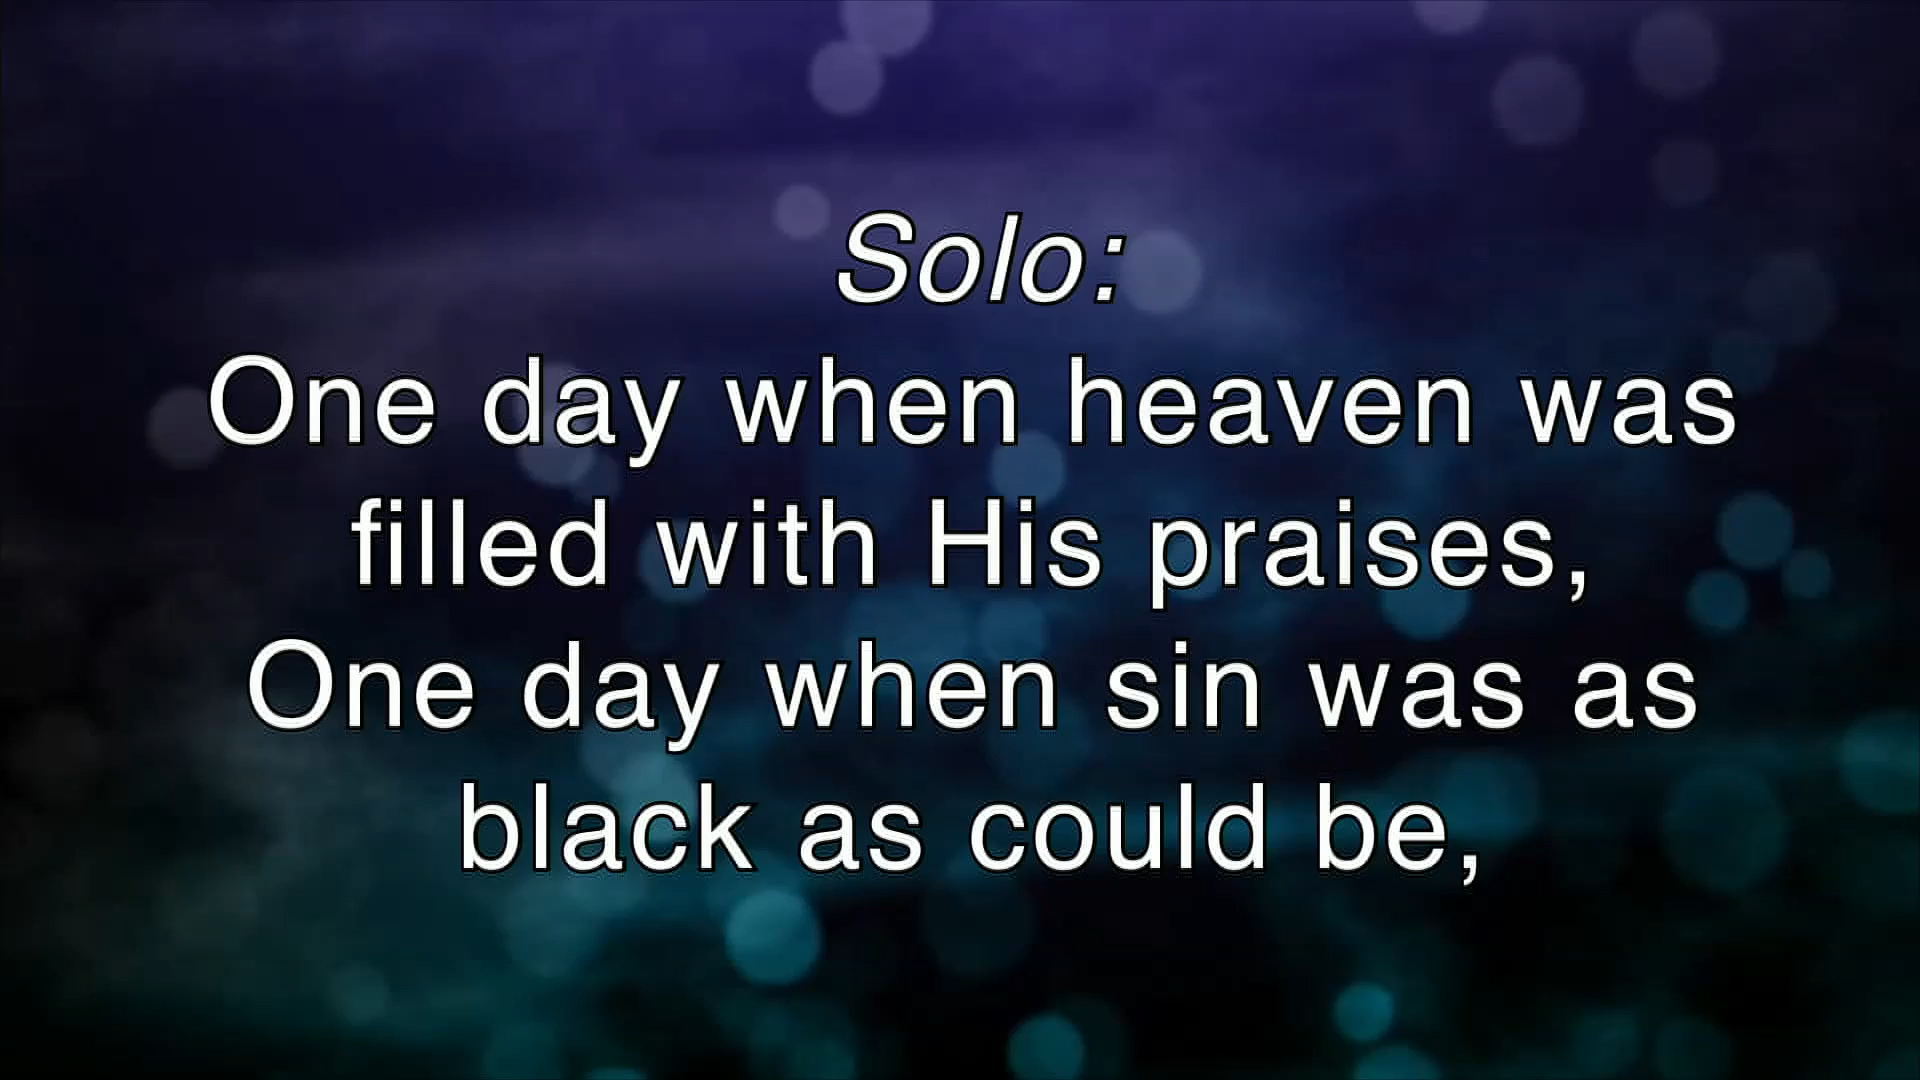 Solo:
One day when heaven was
filled with His praises,
One day when sin was as
black as could be,